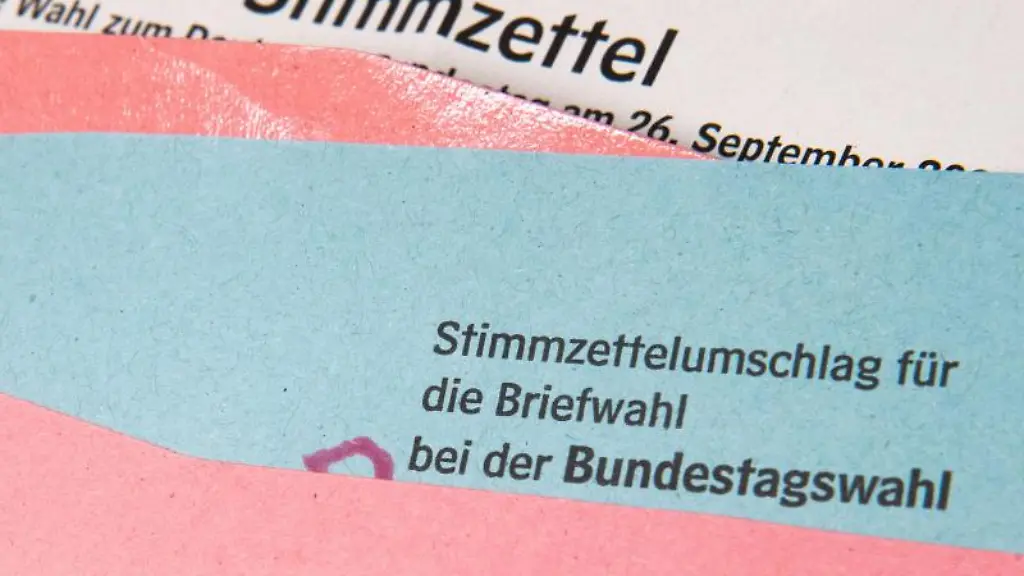 Stimmzettel
Wahl zum
am 26. September
Stimmzettelumschlag für
die Briefwahl
bei der Bundestagswahl